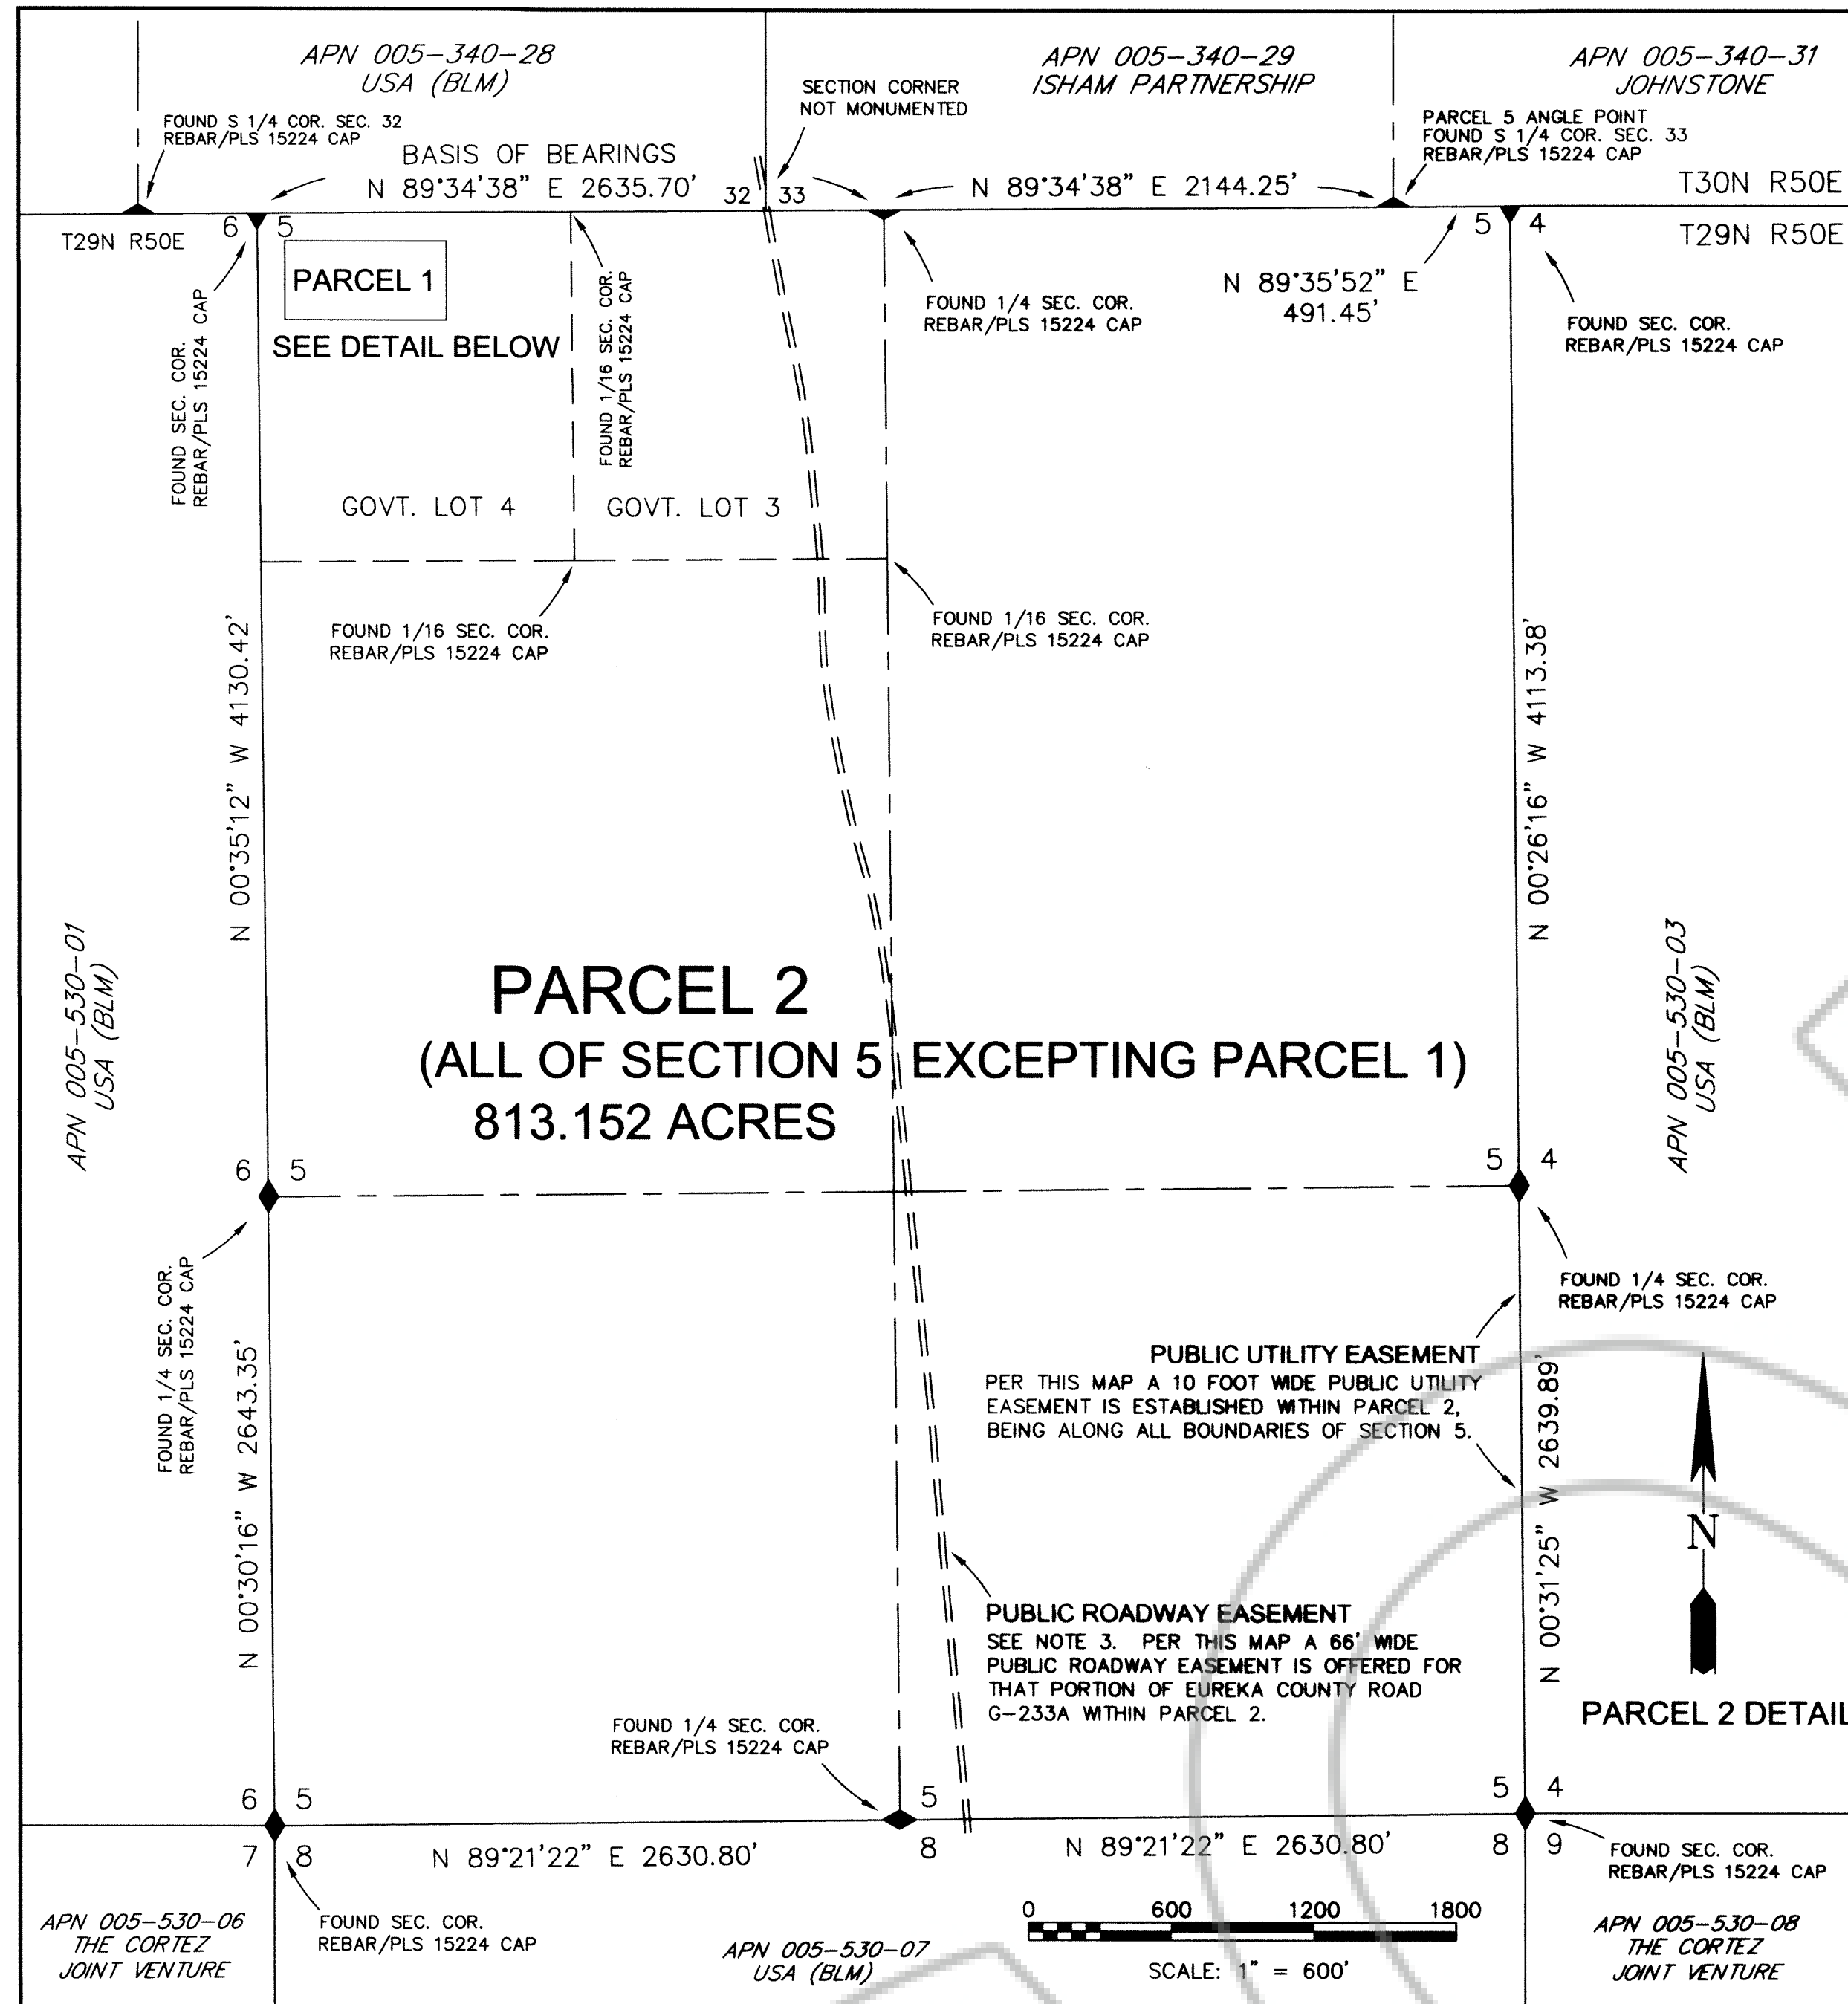 APN 005-340-28
USA (BLM)
APN 005-340-29
ISHAM PARTNERSHIP
APN 005-340-31
JOHNSTONE
SECTION CORNER
NOT MONUMENTED
FOUND S 1/4 COR. SEC. 32
REBAR/PLS 15224 CAP
PARCEL 5 ANGLE POINT
FOUND S 1/4 COR. SEC. 33
REBAR/PLS 15224 CAP
BASIS OF BEARINGS
N 89°34'38" E 2635.70'
32 33
N 89°34'38" E 2144.25'
T30N R50E
T29N R50E
6 5
5 4
T29N R50E
PARCEL 1
SEE DETAIL BELOW
FOUND SEC. COR.
REBAR/PLS 15224 CAP
FOUND 1/16 SEC. COR.
REBAR/PLS 15224 CAP
FOUND 1/4 SEC. COR.
REBAR/PLS 15224 CAP
N 89°35'52" E
491.45'
FOUND SEC. COR.
REBAR/PLS 15224 CAP
GOVT. LOT 4
GOVT. LOT 3
FOUND 1/16 SEC. COR.
REBAR/PLS 15224 CAP
FOUND 1/16 SEC. COR.
REBAR/PLS 15224 CAP
N 00°35'12" W 4130.42'
N 00°26'16" W 4113.38'
APN 005-530-01
USA (BLM)
PARCEL 2
(ALL OF SECTION 5 EXCEPTING PARCEL 1)
813.152 ACRES
APN 005-530-03
USA (BLM)
6 5
5 4
FOUND 1/4 SEC. COR.
REBAR/PLS 15224 CAP
FOUND 1/4 SEC. COR.
REBAR/PLS 15224 CAP
N 00°30'16" W 2643.35'
PUBLIC UTILITY EASEMENT
PER THIS MAP A 10 FOOT WIDE PUBLIC UTILITY
EASEMENT IS ESTABLISHED WITHIN PARCEL 2,
BEING ALONG ALL BOUNDARIES OF SECTION 5.
N 00°31'25" W 2639.89'
N
PUBLIC ROADWAY EASEMENT
SEE NOTE 3. PER THIS MAP A 66' WIDE
PUBLIC ROADWAY EASEMENT IS OFFERED FOR
THAT PORTION OF EUREKA COUNTY ROAD
G-233A WITHIN PARCEL 2.
PARCEL 2 DETAIL
FOUND 1/4 SEC. COR.
REBAR/PLS 15224 CAP
6 5
5
5 4
7 8
N 89°21'22" E 2630.80'
8
N 89°21'22" E 2630.80'
8 9
FOUND SEC. COR.
REBAR/PLS 15224 CAP
FOUND SEC. COR.
REBAR/PLS 15224 CAP
APN 005-530-06
THE CORTEZ
JOINT VENTURE
APN 005-530-07
USA (BLM)
0 600 1200 1800
SCALE: 1" = 600'
APN 005-530-08
THE CORTEZ
JOINT VENTURE